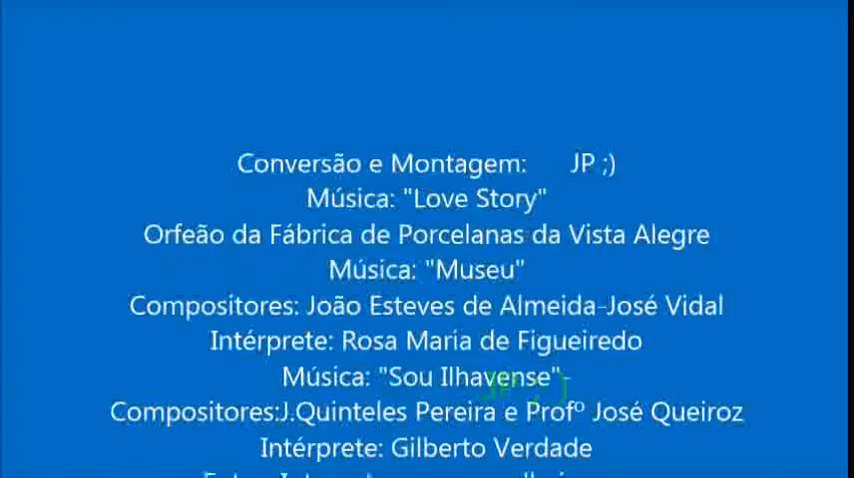 Conversão e Montagem: JP ;)
Música: "Love Story"
Orfeão da Fábrica de Porcelanas da Vista Alegre
Música: "Museu"
Compositores: João Esteves de Almeida-José Vidal
Intérprete: Rosa Maria de Figueiredo
Música: "Sou Ilhavense"-
JP ; )
Compositores:J.Quinteles Pereira e Profº José Queiroz
Intérprete: Gilberto Verdade